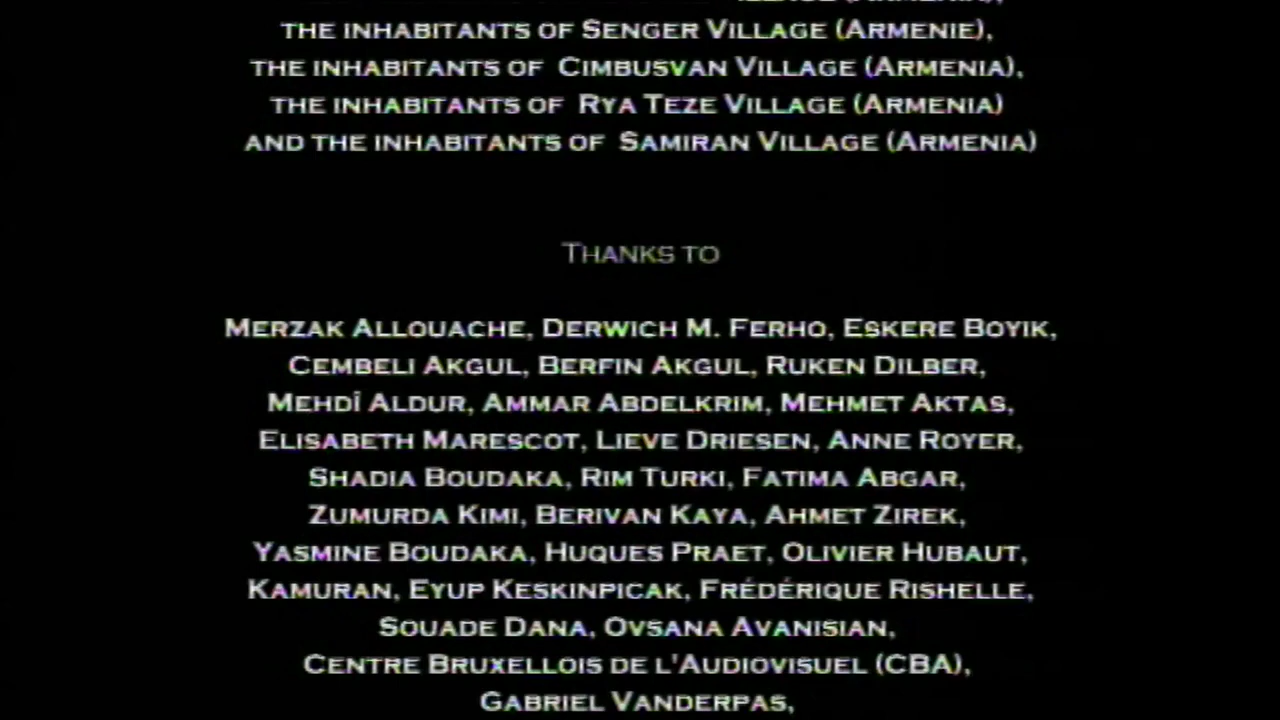 THE INHABITANTS OF SENGER VILLAGE (ARMENIE),
THE INHABITANTS OF CIMBUSVAN VILLAGE (ARMENIA),
THE INHABITANTS OF RYA TEZE VILLAGE (ARMENIA)
AND THE INHABITANTS OF SAMIRAN VILLAGE (ARMENIA)
THANKS TO
MERZAK ALLOUACHE, DERWICH M. FERHO, ESKERE BOYIK,
CEMBELI AKGUL, BERFIN AKGUL, RUKEN DILBER,
MEHDÎ ALDUR, AMMAR ABDELKRIM, MEHMET AKTAS,
ELISABETH MARESCOT, LIEVE DRIESEN, ANNE ROYER,
SHADIA BOUDAKA, RIM TURKI, FATIMA ABGAR,
ZUMURDA KIMI, BERIVAN KAYA, AHMET ZIREK,
YASMINE BOUDAKA, HUQUES PRAET, OLIVIER HUBAUT,
KAMURAN, EYUP KESKINPICAK, FRÉDÉRIQUE RISHELLE,
SOUADE DANA, OVSANA AVANISIAN,
CENTRE BRUXELLOIS DE L'AUDIOVISUEL (CBA),
GABRIEL VANDERPAS,